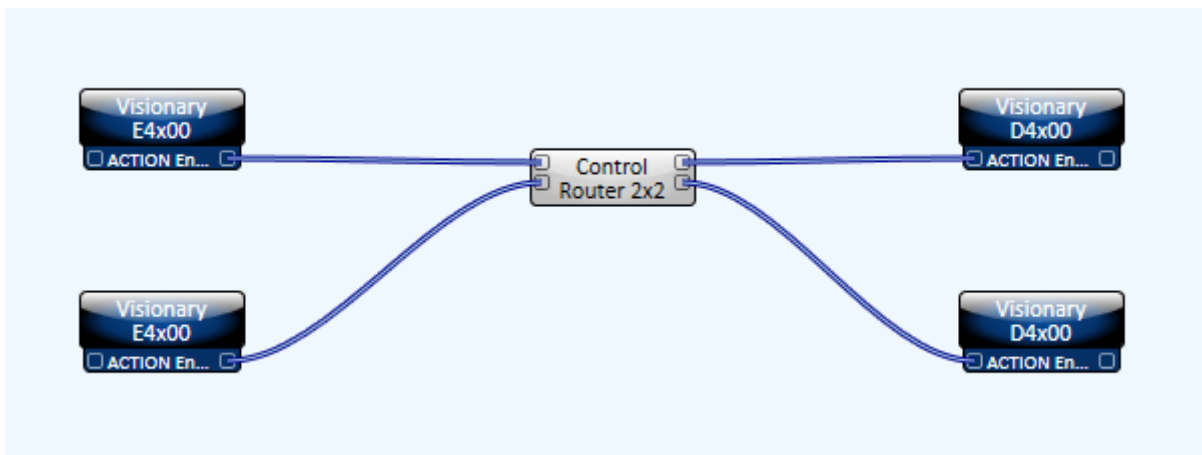 Visionary
E4x00
ACTION En...
Visionary
D4x00
ACTION En...
Control
Router 2x2
Visionary
E4x00
ACTION En...
Visionary
D4x00
ACTION En...